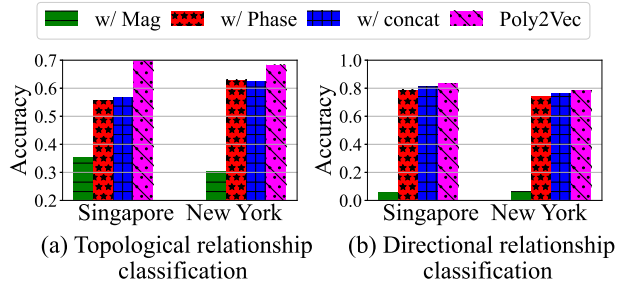 w/ Mag w/ Phase w/ concat Poly2Vec
Accuracy
0.7
0.6
0.5
0.4
0.3
0.2
Singapore New York
(a) Topological relationship
classification
Accuracy
1.0
0.8
0.6
0.4
0.2
0.0
Singapore New York
(b) Directional relationship
classification